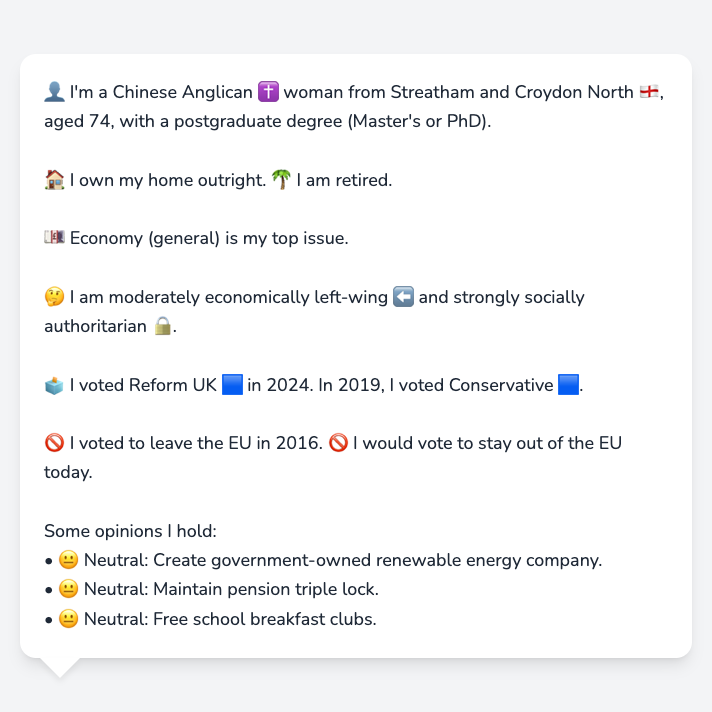 👤 I'm a Chinese Anglican ✝️ woman from Streatham and Croydon North 🏴󠁧󠁢󠁥󠁮󠁧󠁿,
aged 74, with a postgraduate degree (Master's or PhD).
🏠 I own my home outright. 🌴 I am retired.
💷 Economy (general) is my top issue.
🤔 I am moderately economically left-wing ⬅️ and strongly socially
authoritarian 🔒.
🗳️ I voted Reform UK 🟦 in 2024. In 2019, I voted Conservative 🟦.
🚫 I voted to leave the EU in 2016. 🚫 I would vote to stay out of the EU
today.
Some opinions I hold:
• 😐 Neutral: Create government-owned renewable energy company.
• 😐 Neutral: Maintain pension triple lock.
• 😐 Neutral: Free school breakfast clubs.